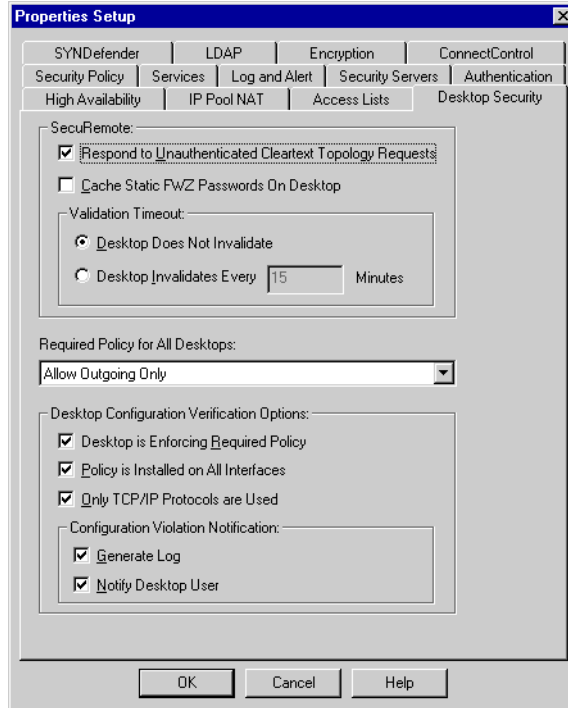 Properties Setup
SYNDefender LDAP Encryption ConnectControl
Security Policy Services Log and Alert Security Servers Authentication
High Availability IP Pool NAT Access Lists Desktop Security
SecuRemote:
Respond to Unauthenticated Cleartext Topology Requests
Cache Static FWZ Passwords On Desktop
Validation Timeout:
Desktop Does Not Invalidate
Desktop Invalidates Every 15 Minutes
Required Policy for All Desktops:
Allow Outgoing Only
Desktop Configuration Verification Options:
Desktop is Enforcing Required Policy
Policy is Installed on All Interfaces
Only TCP/IP Protocols are Used
Configuration Violation Notification:
Generate Log
Notify Desktop User
OK Cancel Help